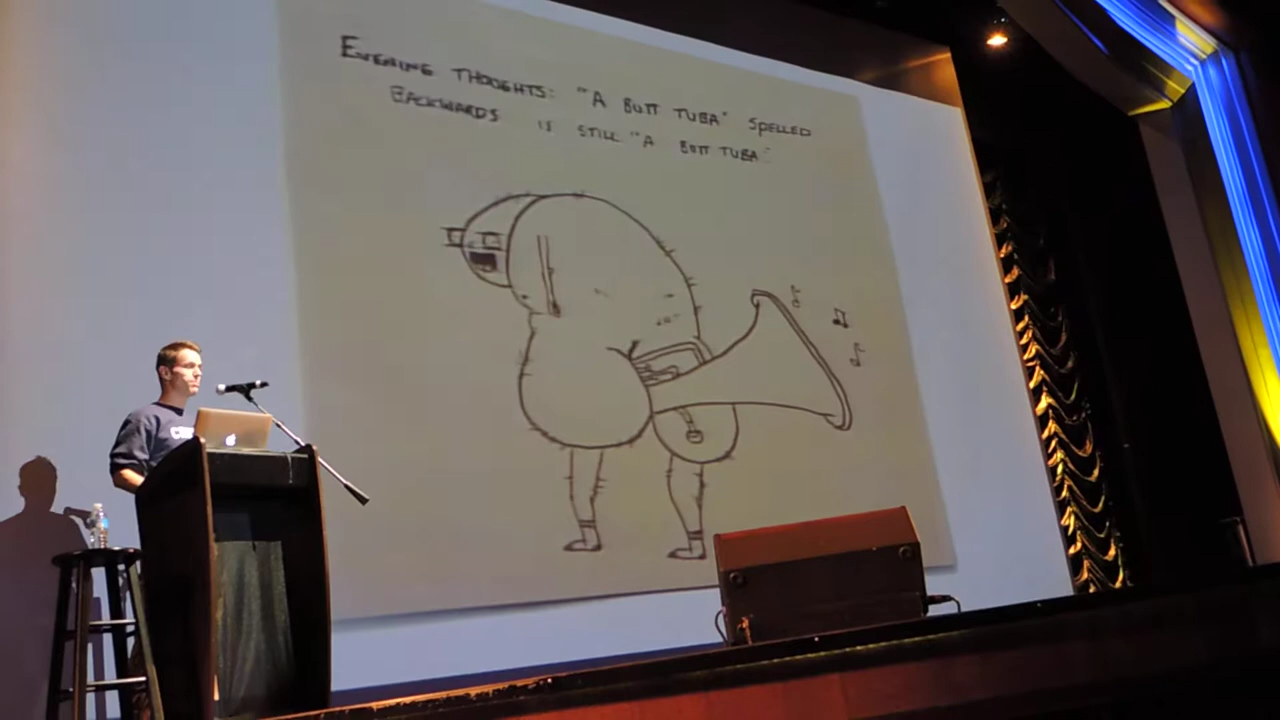 EVENING THOUGHTS: "A BUTT TUBA" SPELLED
BACKWARDS IS STILL "A BUTT TUBA"